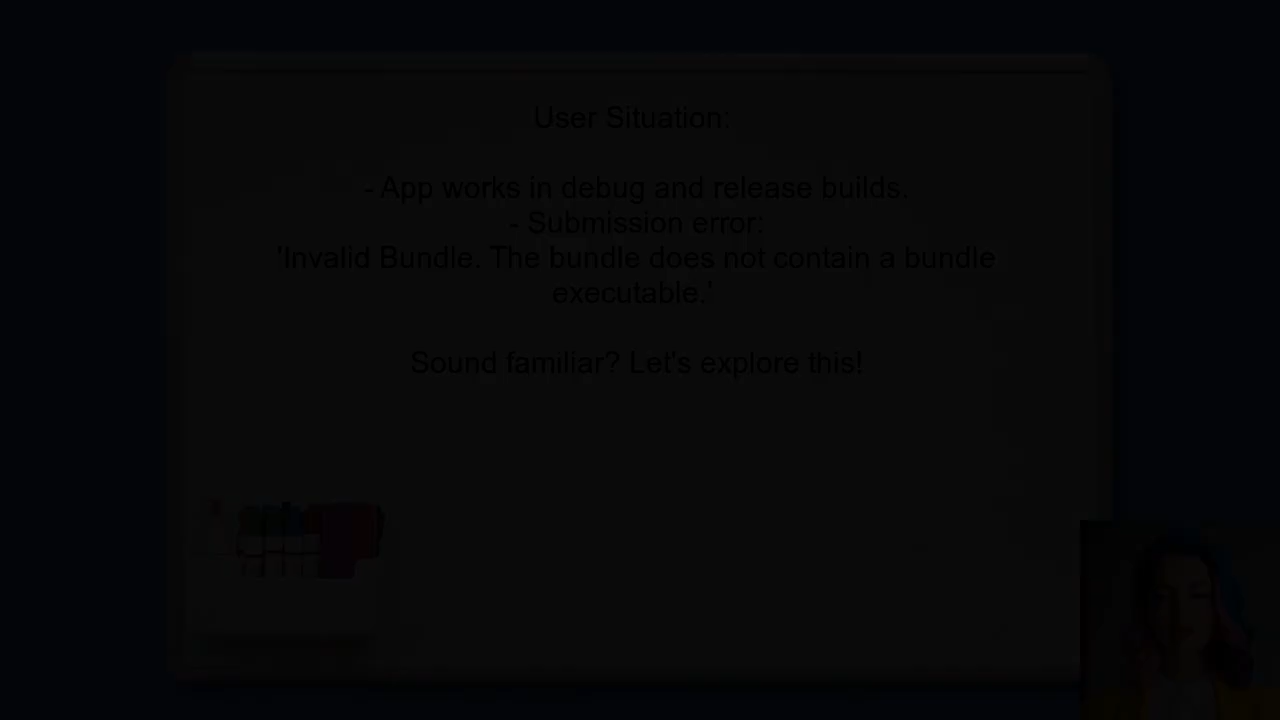 User Situation:
- App works in debug and release builds.
- Submission error:
'Invalid Bundle. The bundle does not contain a bundle
executable.'
Sound familiar? Let's explore this!